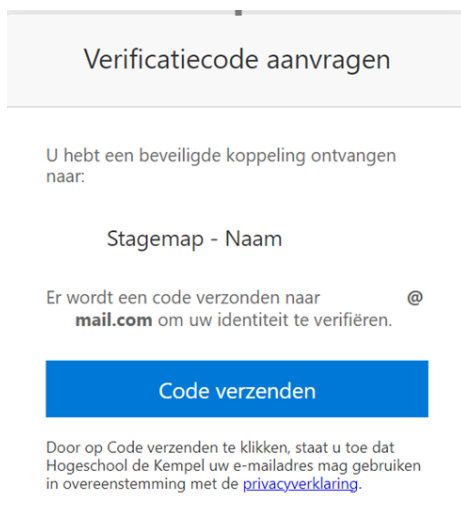 Verificatiecode aanvragen
U hebt een beveiligde koppeling ontvangen
naar:
Stagemap - Naam
Er wordt een code verzonden naar @
mail.com om uw identiteit te verifiëren.
Code verzenden
Door op Code verzenden te klikken, staat u toe dat
Hogeschool de Kempel uw e-mailadres mag gebruiken
in overeenstemming met de privacyverklaring.